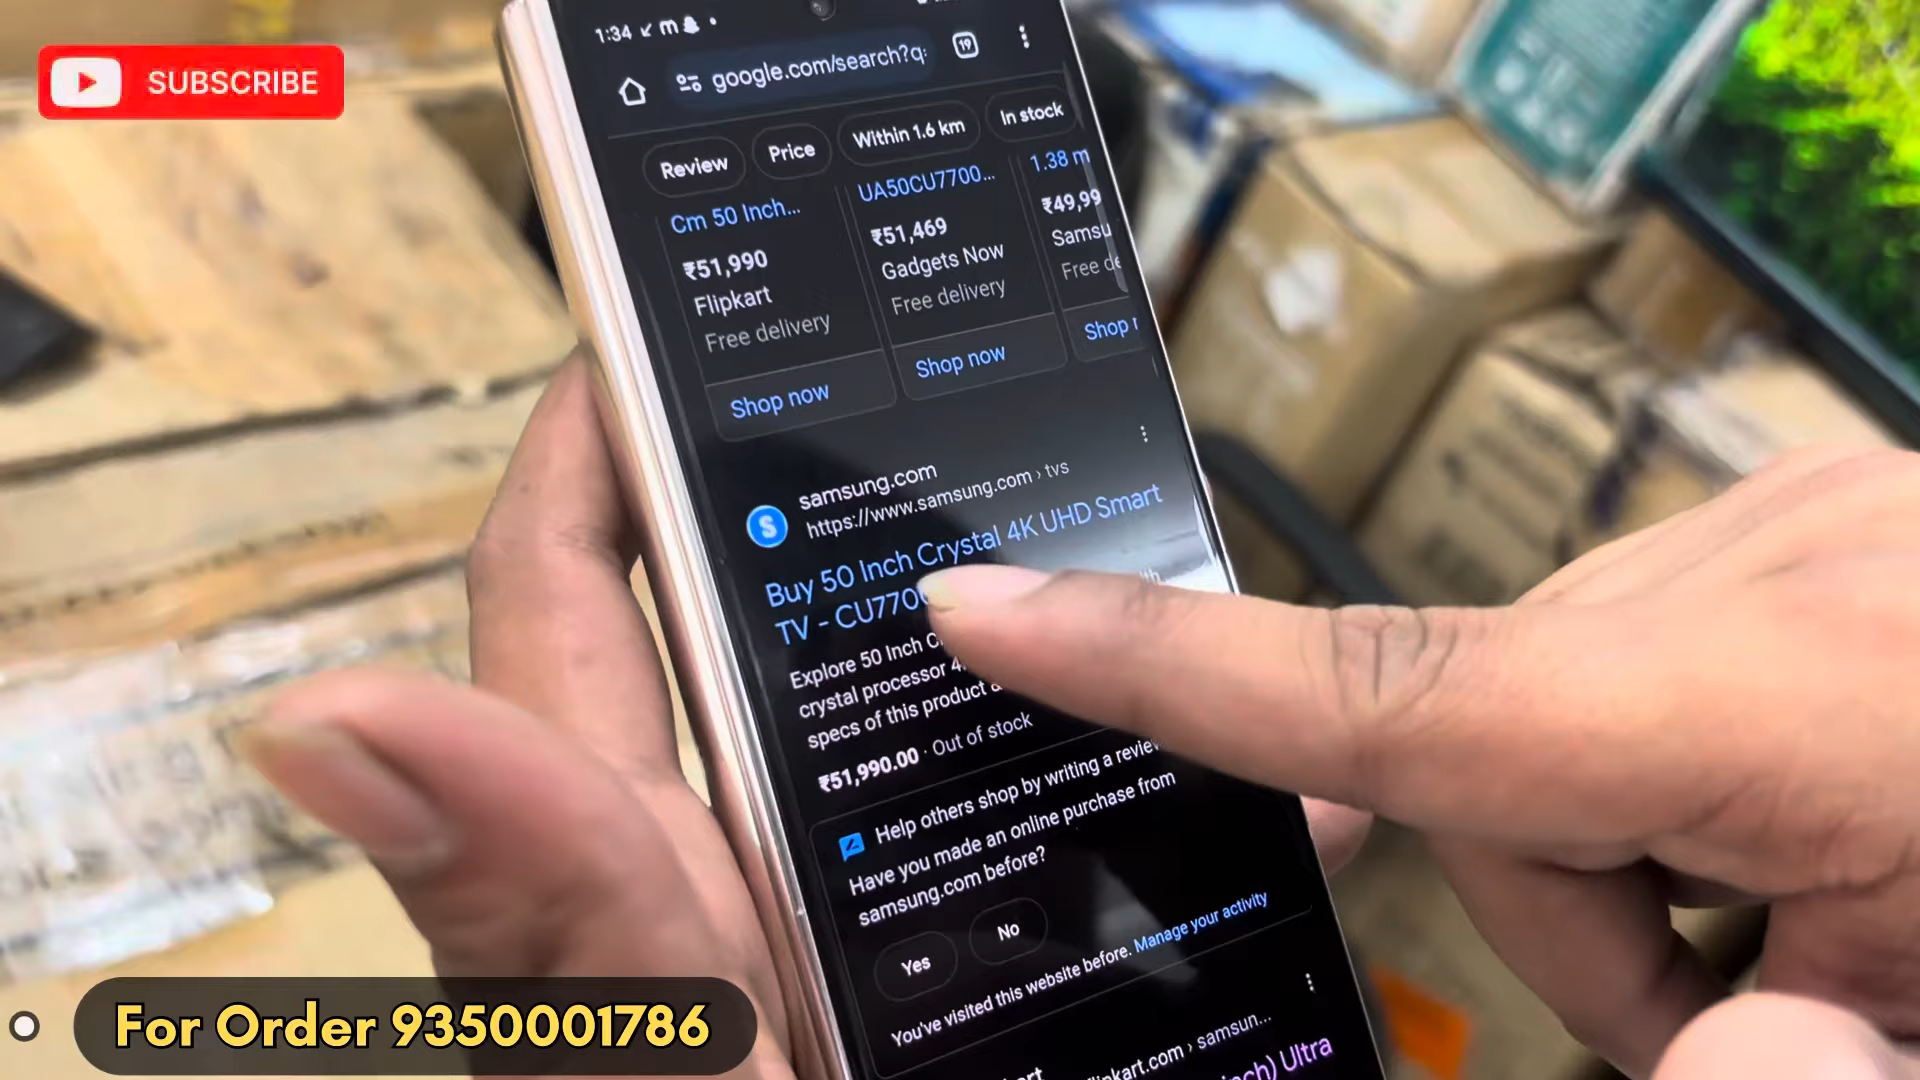 SUBSCRIBE
1:34
google.com/search?q=
19
Review
Price
Within 1.6 km
In stock
Cm 50 Inch...
₹51,990
Flipkart
Free delivery
Shop now
UA50CU7700...
₹51,469
Gadgets Now
Free delivery
Shop now
1.38 m
₹49,99
Samsu
Free de
Shop
samsung.com
https://www.samsung.com › tvs
Buy 50 Inch Crystal 4K UHD Smart
TV - CU770
Explore 50 Inch
crystal processor
specs of this product
₹51,990.00 · Out of stock
Help others shop by writing a review
Have you made an online purchase from
samsung.com before?
Yes
No
You've visited this website before. Manage your activity
flipkart.com › samsun...
inch) Ultra
For Order 9350001786